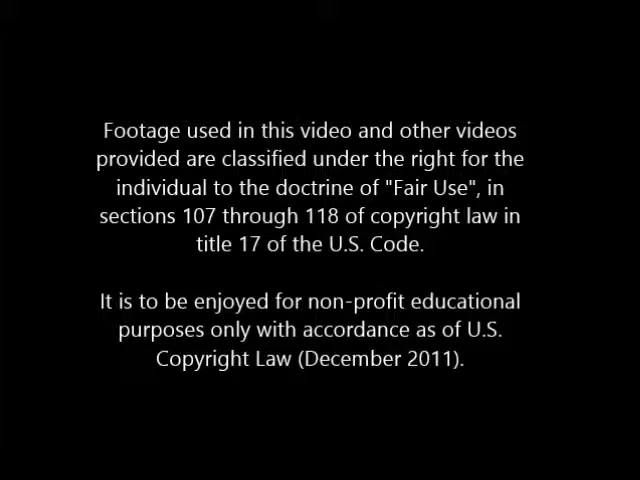 Footage used in this video and other videos
provided are classified under the right for the
individual to the doctrine of "Fair Use", in
sections 107 through 118 of copyright law in
title 17 of the U.S. Code.
It is to be enjoyed for non-profit educational
purposes only with accordance as of U.S.
Copyright Law (December 2011).